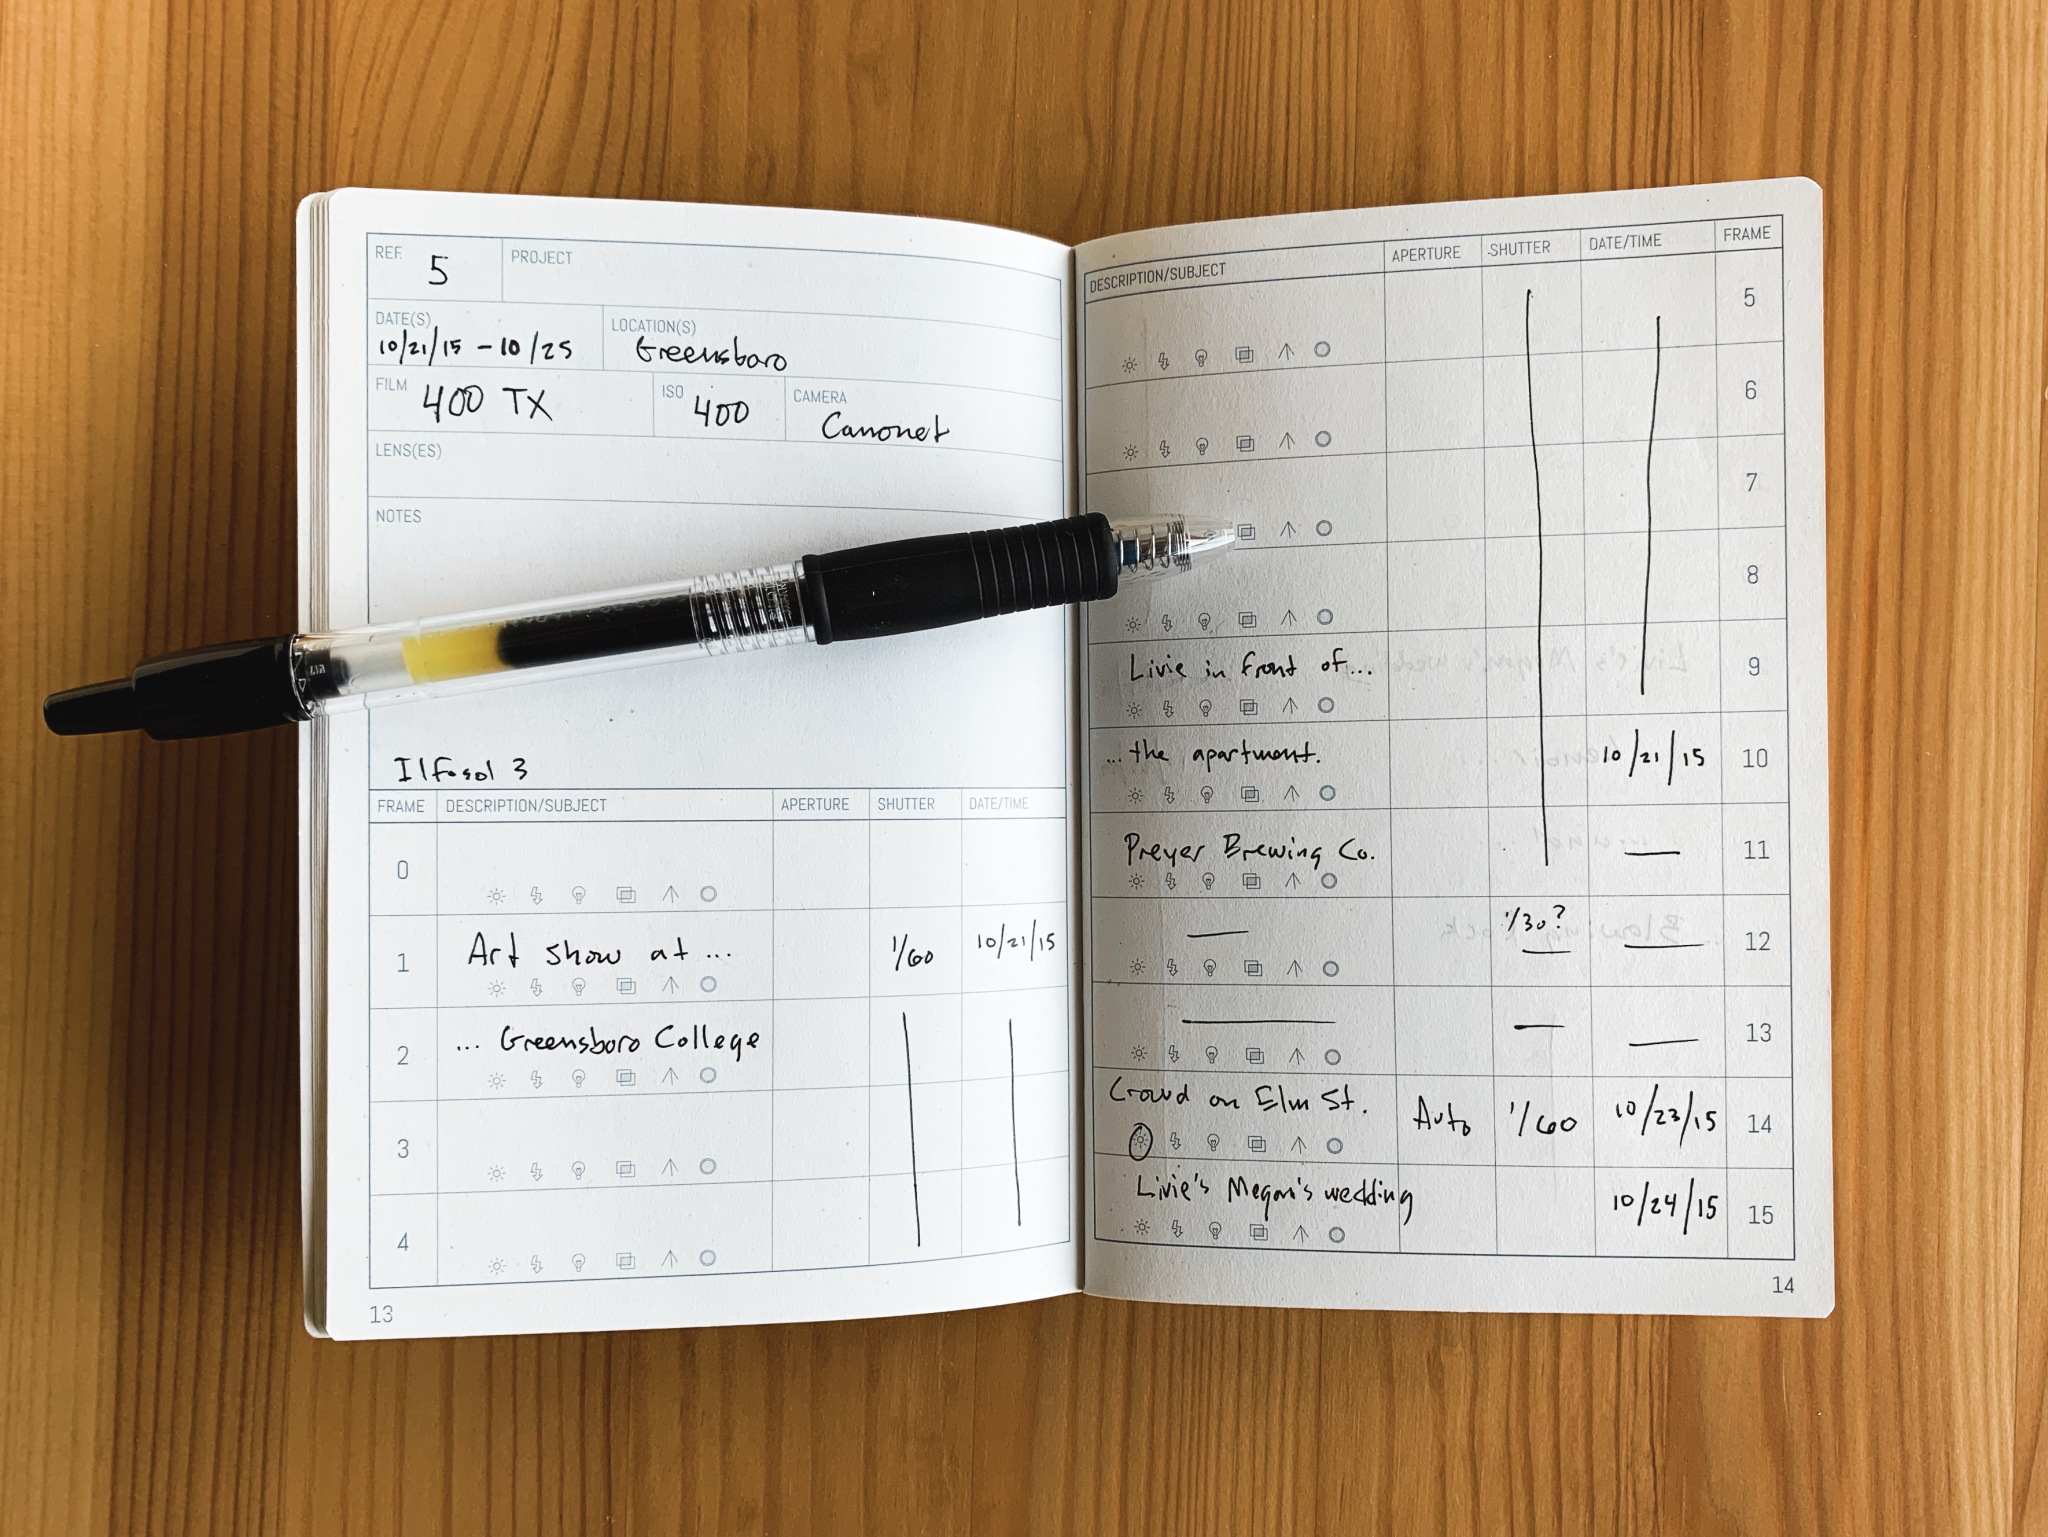 REF. 5 PROJECT
DATE(S) LOCATION(S)
10/21/15 - 10/25 Greensboro
FILM 400 TX ISO 400 CAMERA Canonet
LENS(ES)
NOTES
Ilfosol 3
FRAME DESCRIPTION/SUBJECT APERTURE SHUTTER DATE/TIME
0
1 Art show at ... 1/60 10/21/15
2 ... Greensboro College
3
4
13
DESCRIPTION/SUBJECT APERTURE SHUTTER DATE/TIME FRAME
5
6
7
8
Livie in front of... 9
... the apartment. 10/21/15 10
Preyer Brewing Co. — 11
— 1/30? — — 12
— — — 13
Crowd on Elm St. Auto 1/60 10/23/15 14
Livie's Megan's wedding 10/24/15 15
14